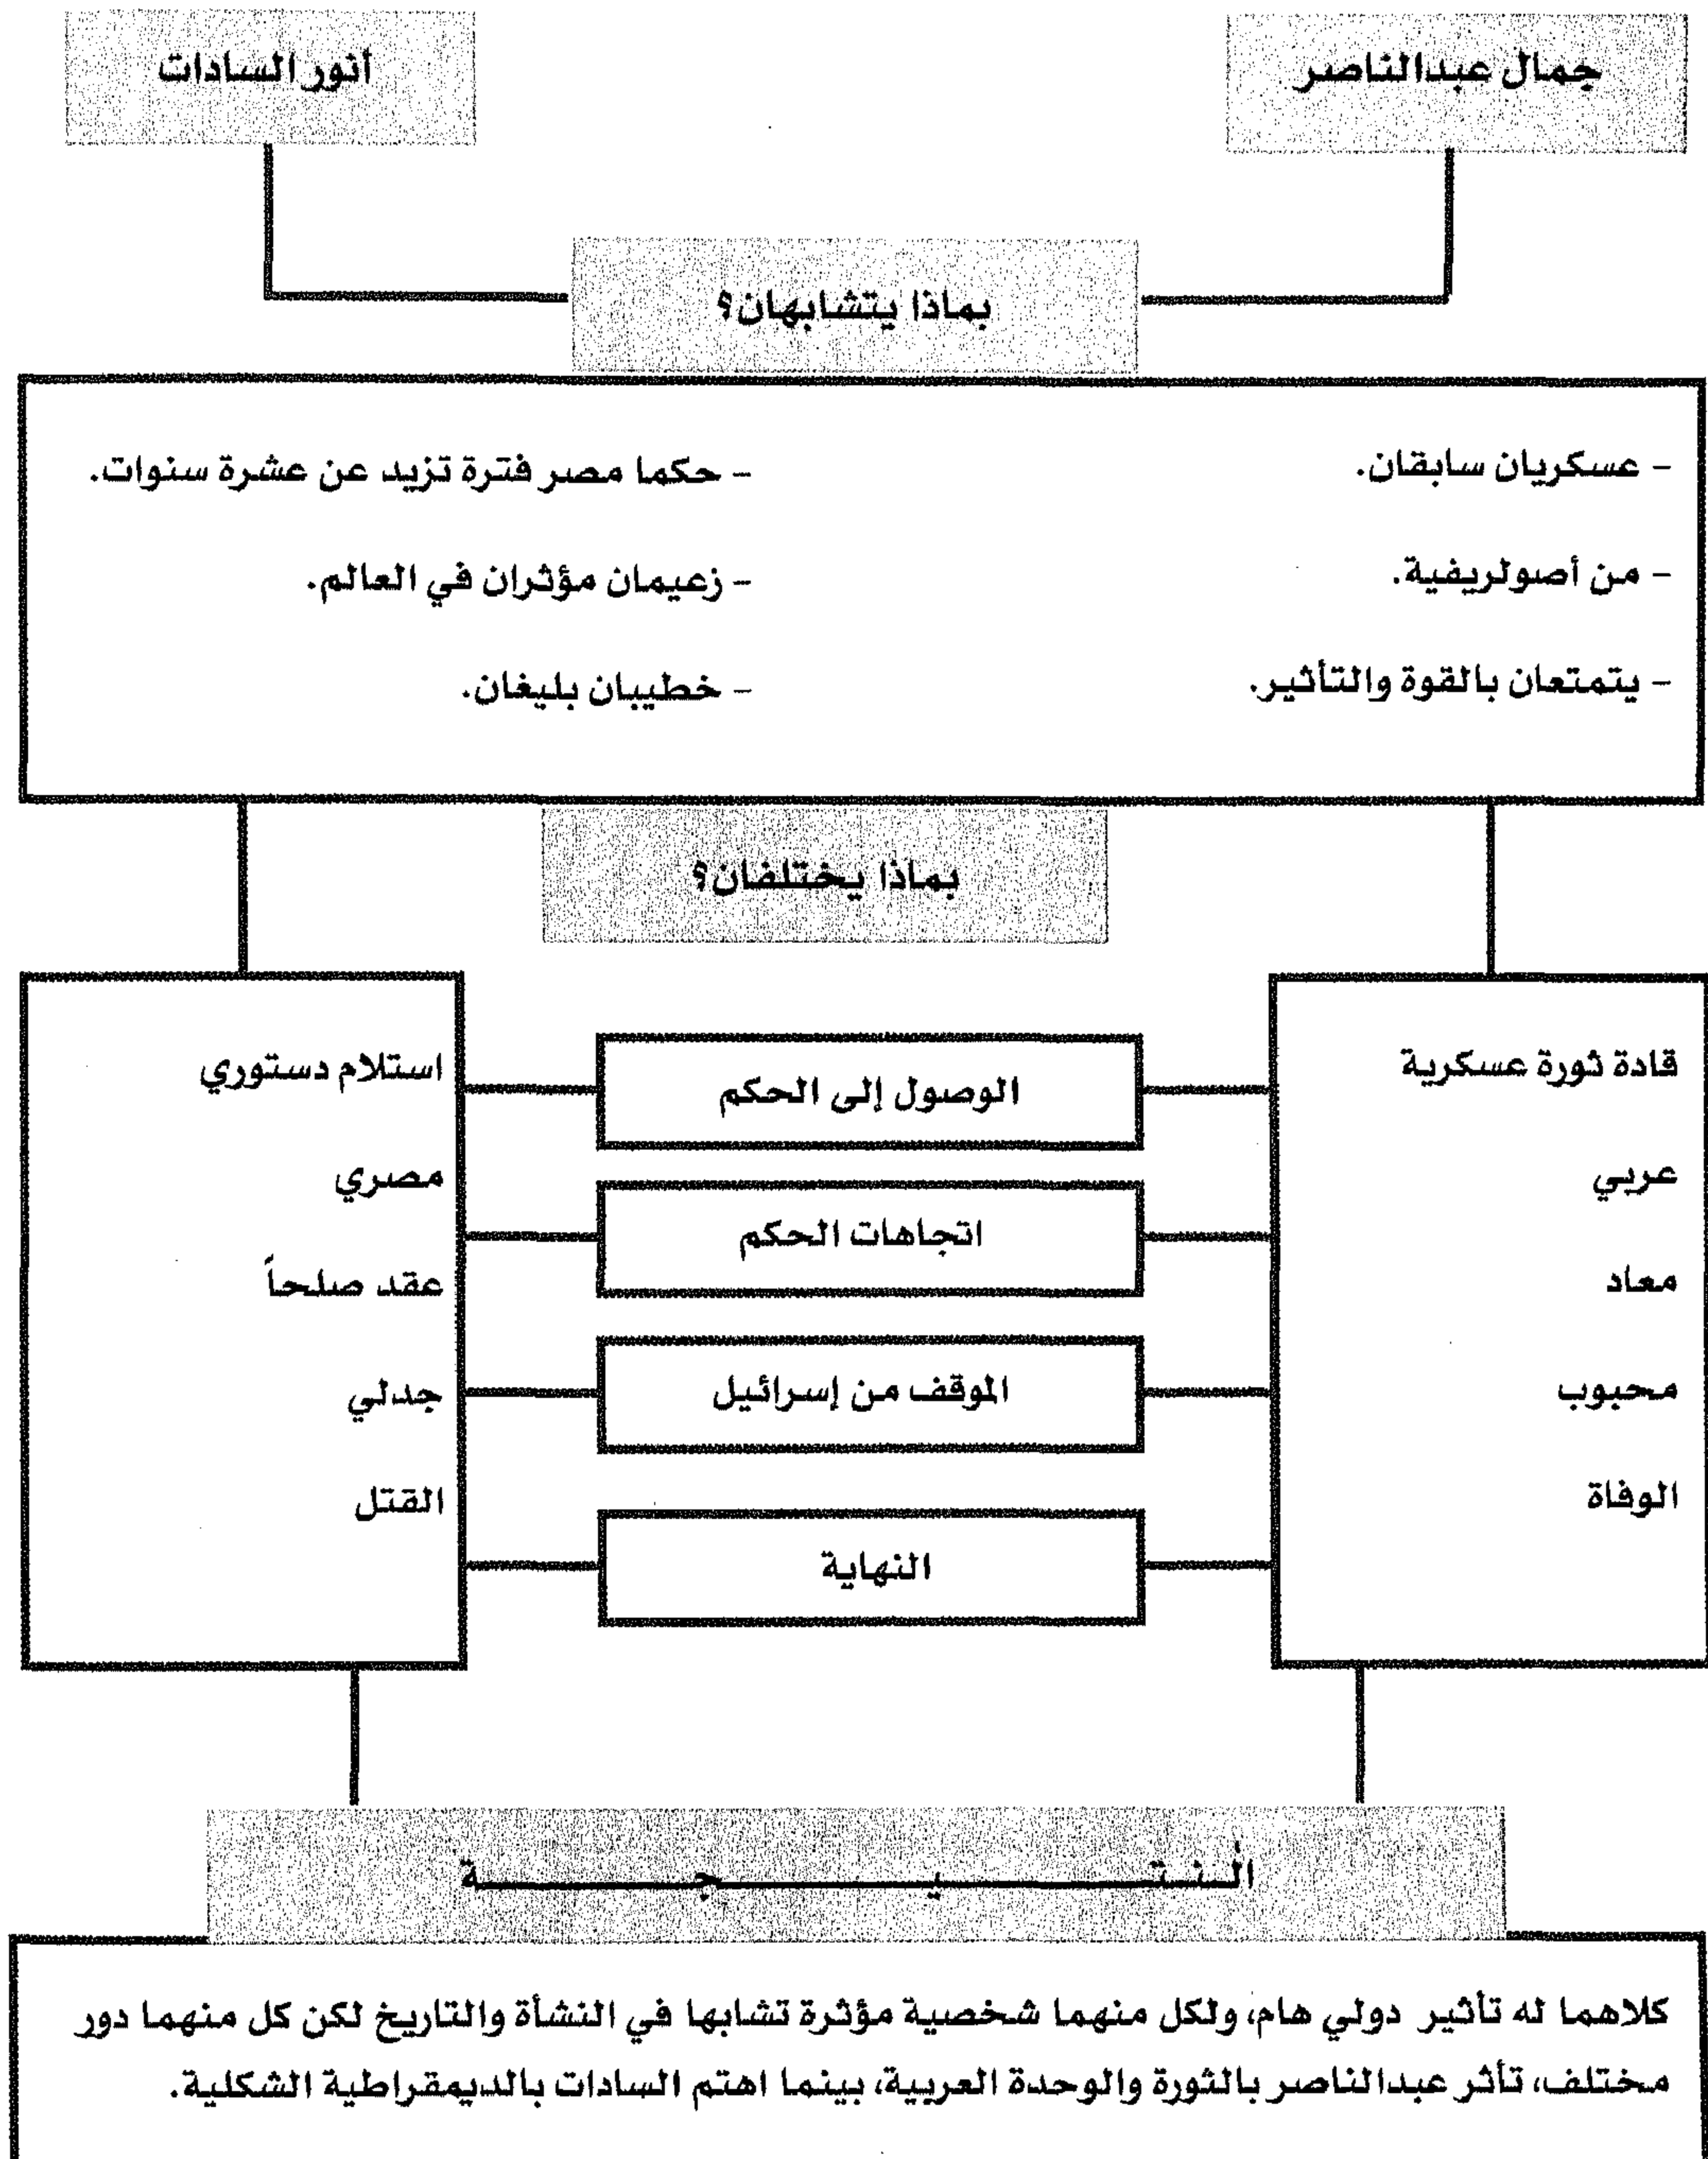 جمال عبدالناصر
أنور السادات
بماذا يتشابهان؟
- عسكريان سابقان.
- من أصولريفية.
- يتمتعان بالقوة والتأثير.
- حكما مصر فترة تزيد عن عشرة سنوات.
- زعيمان مؤثران في العالم.
- خطيبان بليغان.
بماذا يختلفان؟
قادة ثورة عسكرية
عربي
معاد
محبوب
الوفاة
الوصول إلى الحكم
اتجاهات الحكم
الموقف من إسرائيل
النهاية
استلام دستوري
مصري
عقد صلحاً
جدلي
القتل
الـنـتـــيـــجـــة
كلاهما له تأثير دولي هام، ولكل منهما شخصية مؤثرة تشابها في النشأة والتاريخ لكن كل منهما دور
مختلف، تأثر عبدالناصر بالثورة والوحدة العربية، بينما اهتم السادات بالديمقراطية الشكلية.